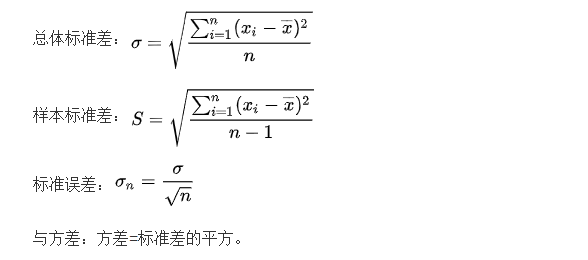 总体标准差：$\sigma = \sqrt{\frac{\sum_{i=1}^{n}(x_i - \overline{x})^2}{n}}$
样本标准差：$S = \sqrt{\frac{\sum_{i=1}^{n}(x_i - \overline{x})^2}{n-1}}$
标准误差：$\sigma_n = \frac{\sigma}{\sqrt{n}}$
与方差：方差=标准差的平方。